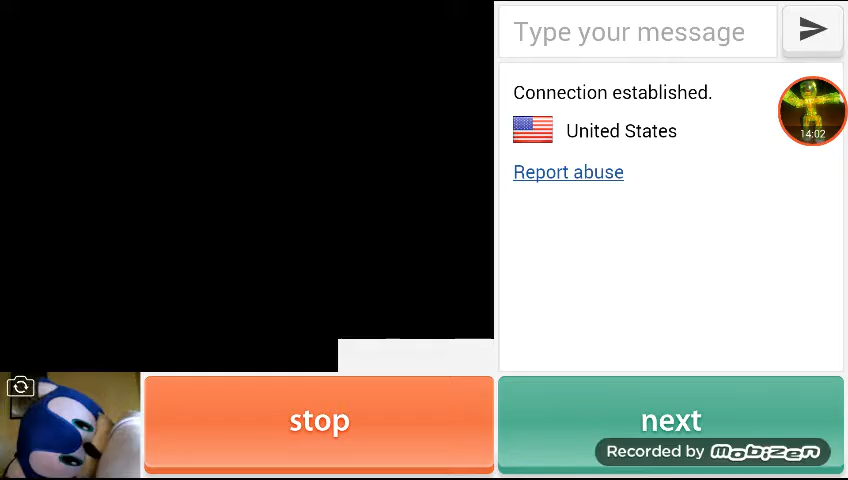 Type your message
Connection established.
United States
14:02
Report abuse
stop
next
Recorded by mobizen